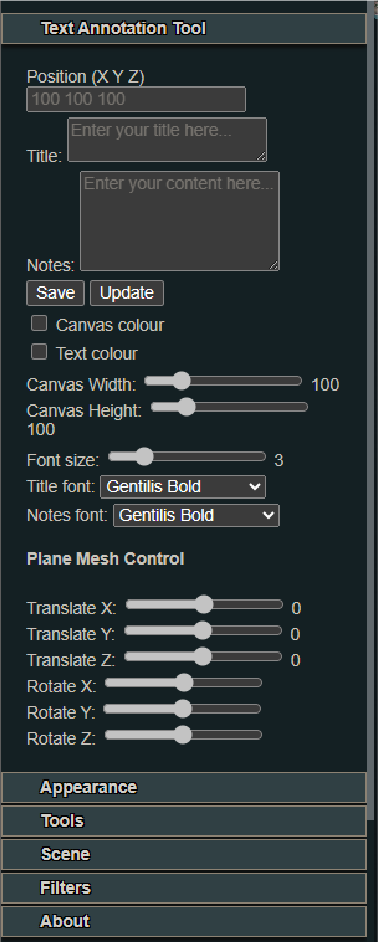 Text Annotation Tool
Position (X Y Z)
100 100 100
Enter your title here...
Title:
Enter your content here...
Notes:
Save Update
Canvas colour
Text colour
Canvas Width: 100
Canvas Height:
100
Font size: 3
Title font: Gentilis Bold
Notes font: Gentilis Bold
Plane Mesh Control
Translate X: 0
Translate Y: 0
Translate Z: 0
Rotate X:
Rotate Y:
Rotate Z:
Appearance
Tools
Scene
Filters
About